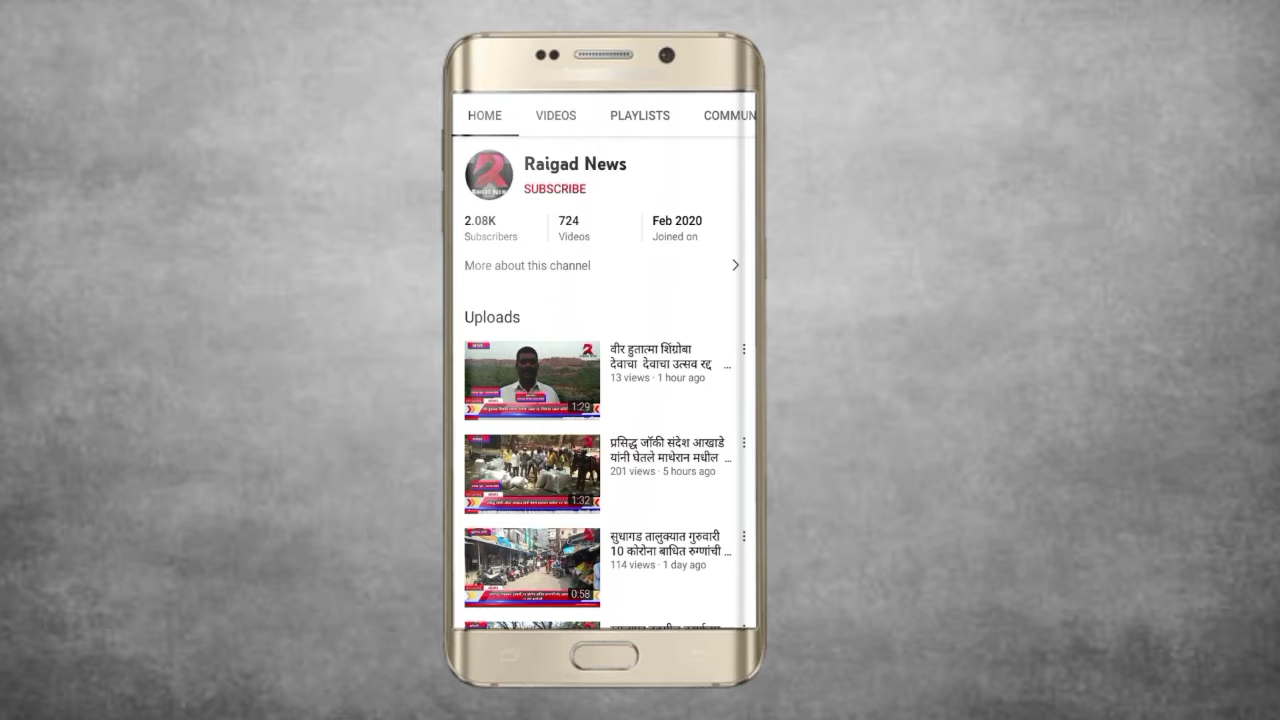 HOME VIDEOS PLAYLISTS COMMUN
Raigad News
SUBSCRIBE
2.08K 724 Feb 2020
Subscribers Videos Joined on
More about this channel
Uploads
वीर हुतात्मा शिंग्रोबा
देवाचा देवाचा उत्सव रद्द ...
13 views · 1 hour ago
1:29
प्रसिद्ध जॉकी संदेश आखाडे
यांनी घेतले माथेरान मधील ...
201 views · 5 hours ago
1:32
सुधागड तालुक्यात गुरुवारी
10 कोरोना बाधित रुग्णांची ...
114 views · 1 day ago
0:58